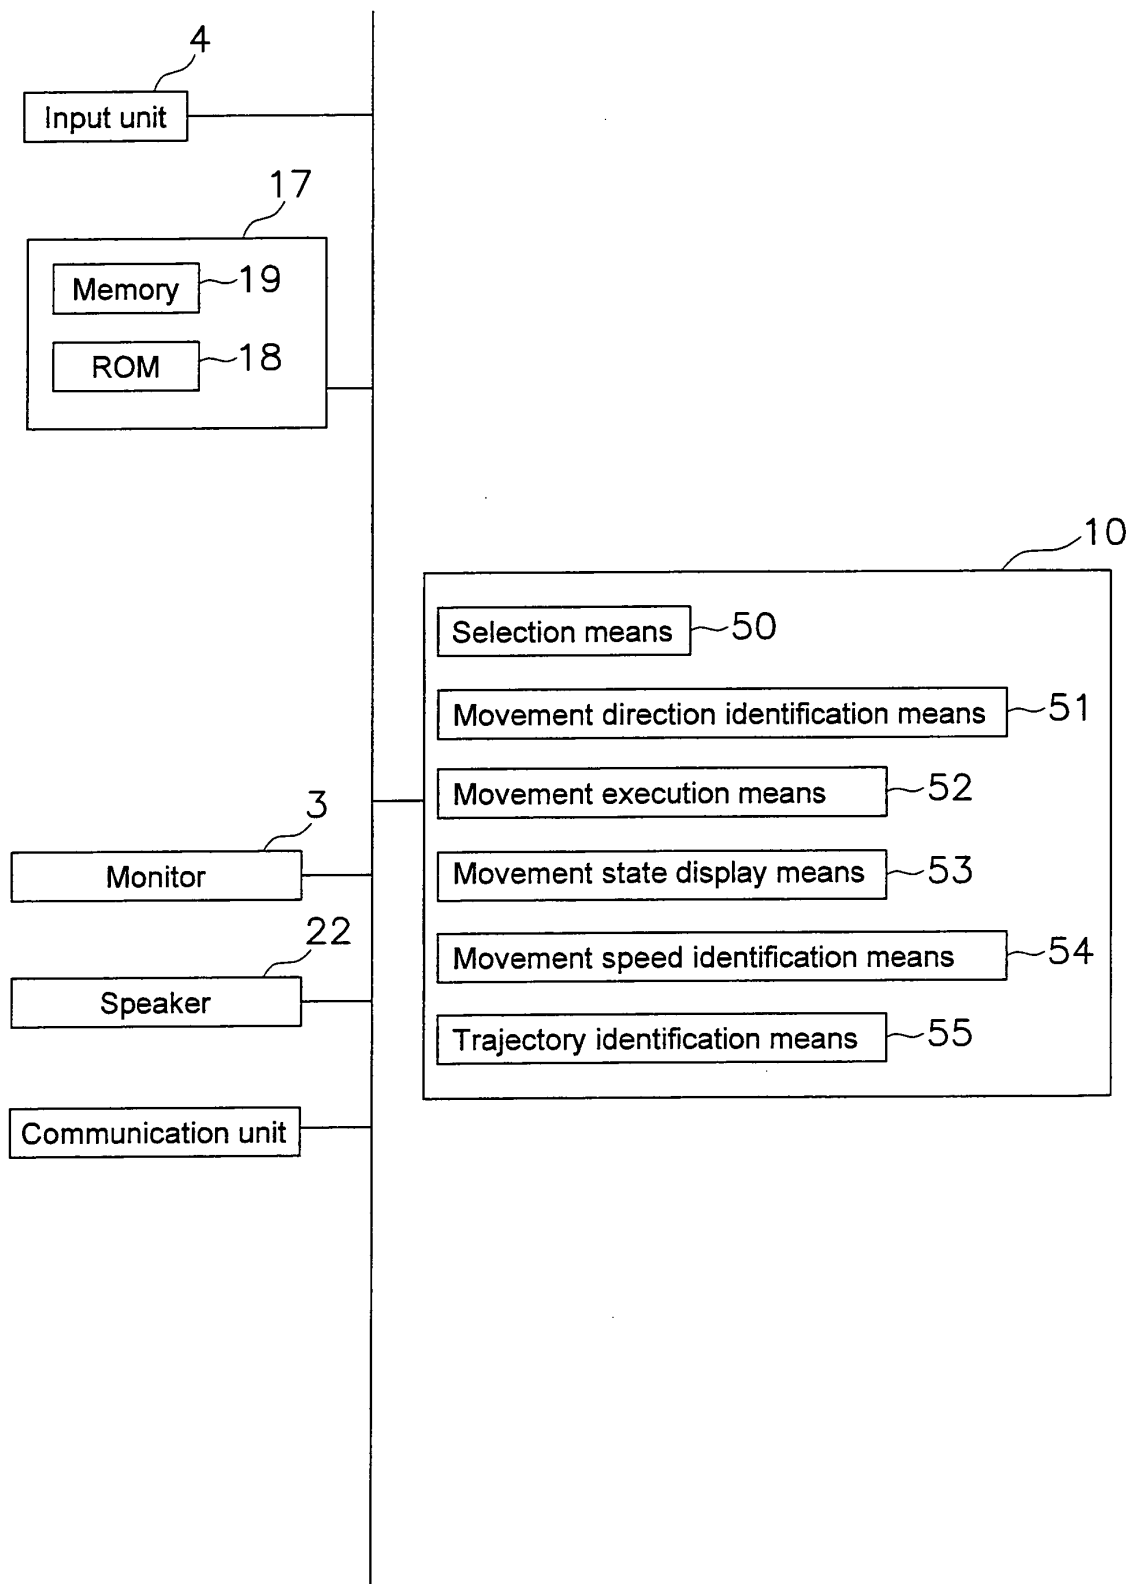 4
Input unit
17
Memory 19
ROM 18
10
Selection means 50
Movement direction identification means 51
Movement execution means 52
3
Monitor
Movement state display means 53
22
Speaker
Movement speed identification means 54
Trajectory identification means 55
Communication unit